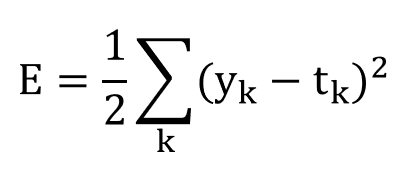 E = 1/2 ∑_k (y_k − t_k)^2